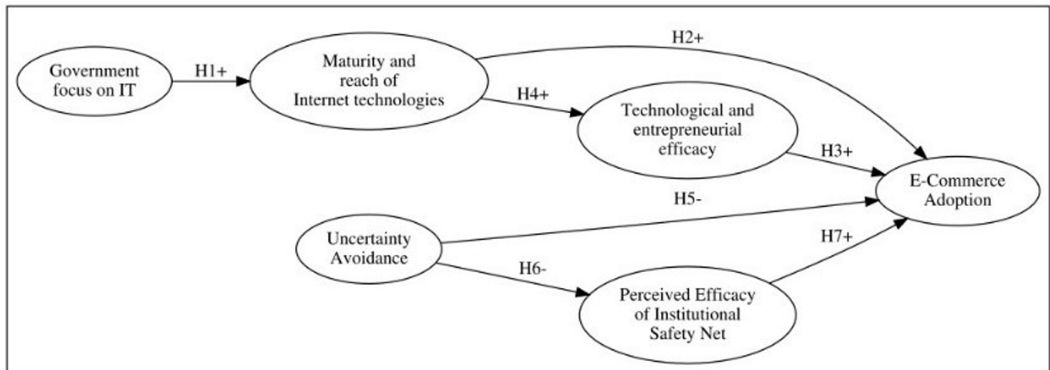 Government
focus on IT
H1+
Maturity and
reach of
Internet technologies
H2+
H4+
Technological and
entrepreneurial
efficacy
H3+
E-Commerce
Adoption
Uncertainty
Avoidance
H5-
H6-
Perceived Efficacy
of Institutional
Safety Net
H7+